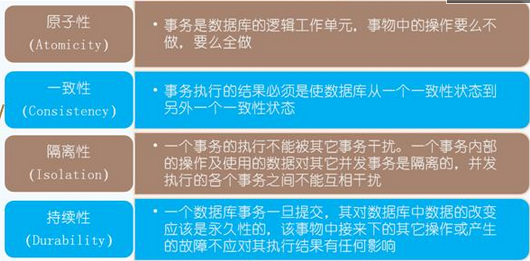 原子性
(Atomicity)
• 事务是数据库的逻辑工作单元，事物中的操作要么不
做，要么全做
一致性
(Consistency)
• 事务执行的结果必须是使数据库从一个一致性状态到
另外一个一致性状态
隔离性
(Isolation)
• 一个事务的执行不能被其它事务干扰。一个事务内部
的操作及使用的数据对其它并发事务是隔离的，并发
执行的各个事务之间不能互相干扰
持续性
(Durability)
• 一个数据库事务一旦提交，其对数据库中数据的改变
应该是永久性的，该事物中接来下的其它操作或产生
的故障不应对其执行结果有任何影响